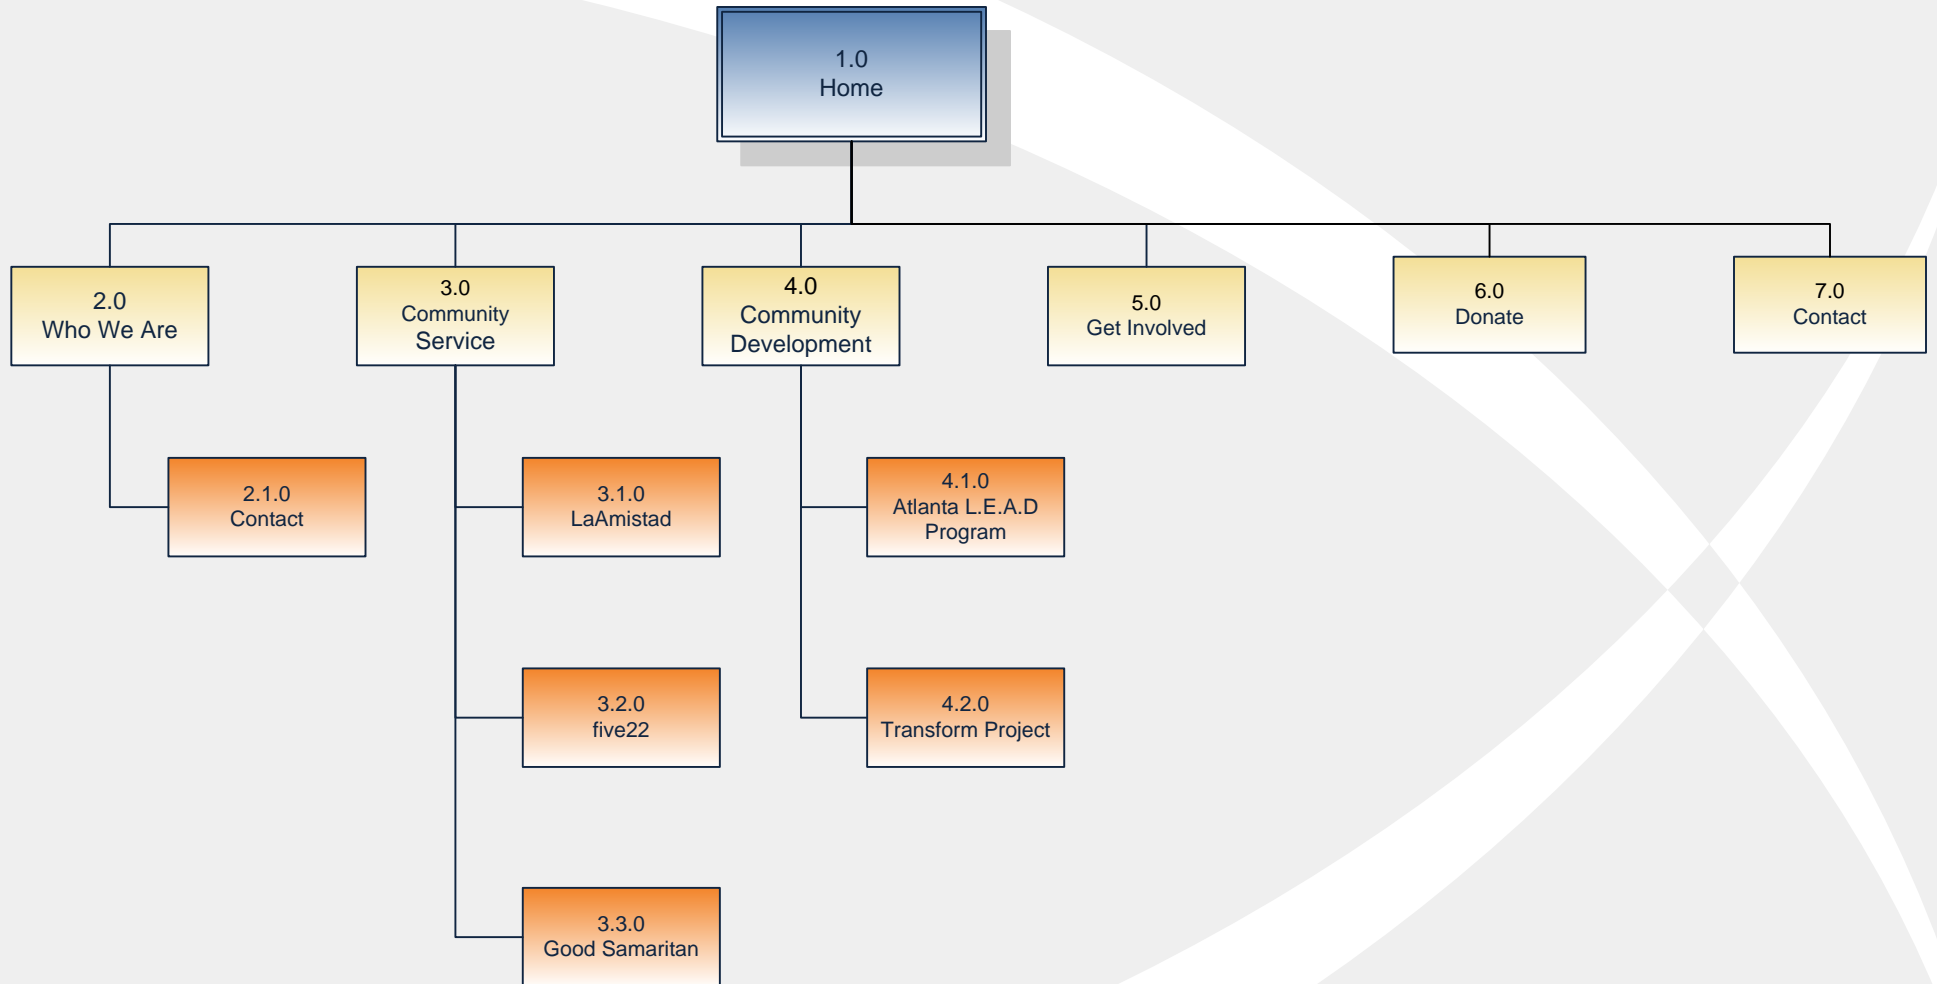 1.0
Home
2.0
Who We Are
3.0
Community
Service
4.0
Community
Development
5.0
Get Involved
6.0
Donate
7.0
Contact
2.1.0
Contact
3.1.0
LaAmistad
4.1.0
Atlanta L.E.A.D
Program
3.2.0
five22
4.2.0
Transform Project
3.3.0
Good Samaritan